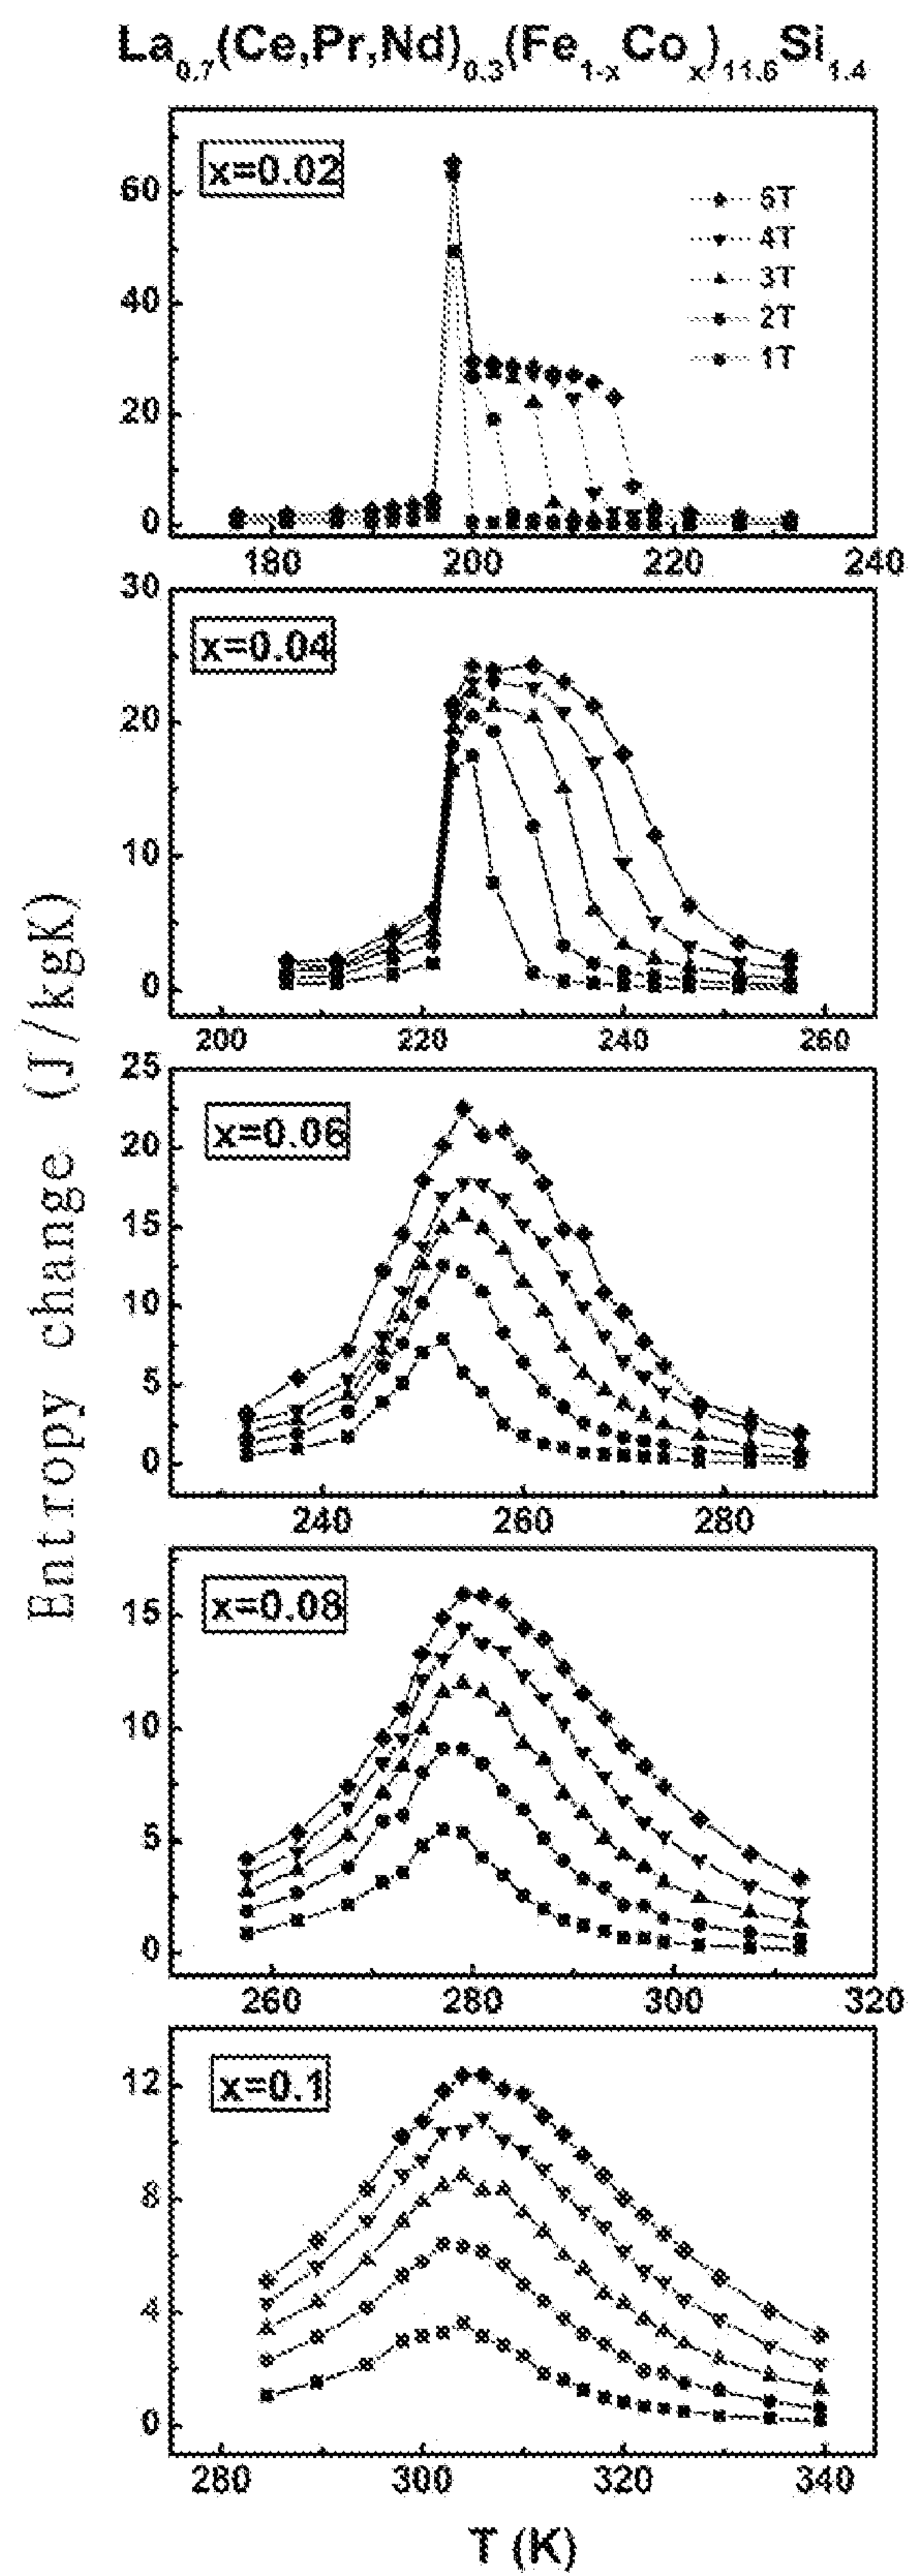 La0.7(Ce,Pr,Nd)0.3(Fe1-xCox)11.6Si1.4
x=0.02
5T
4T
3T
2T
1T
60
40
20
0
180 200 220 240
x=0.04
30
20
10
0
200 220 240 260
x=0.06
25
20
15
10
5
0
240 260 280
x=0.08
15
10
5
0
260 280 300 320
x=0.1
12
8
4
0
280 300 320 340
Entropy change (J/kgK)
T (K)